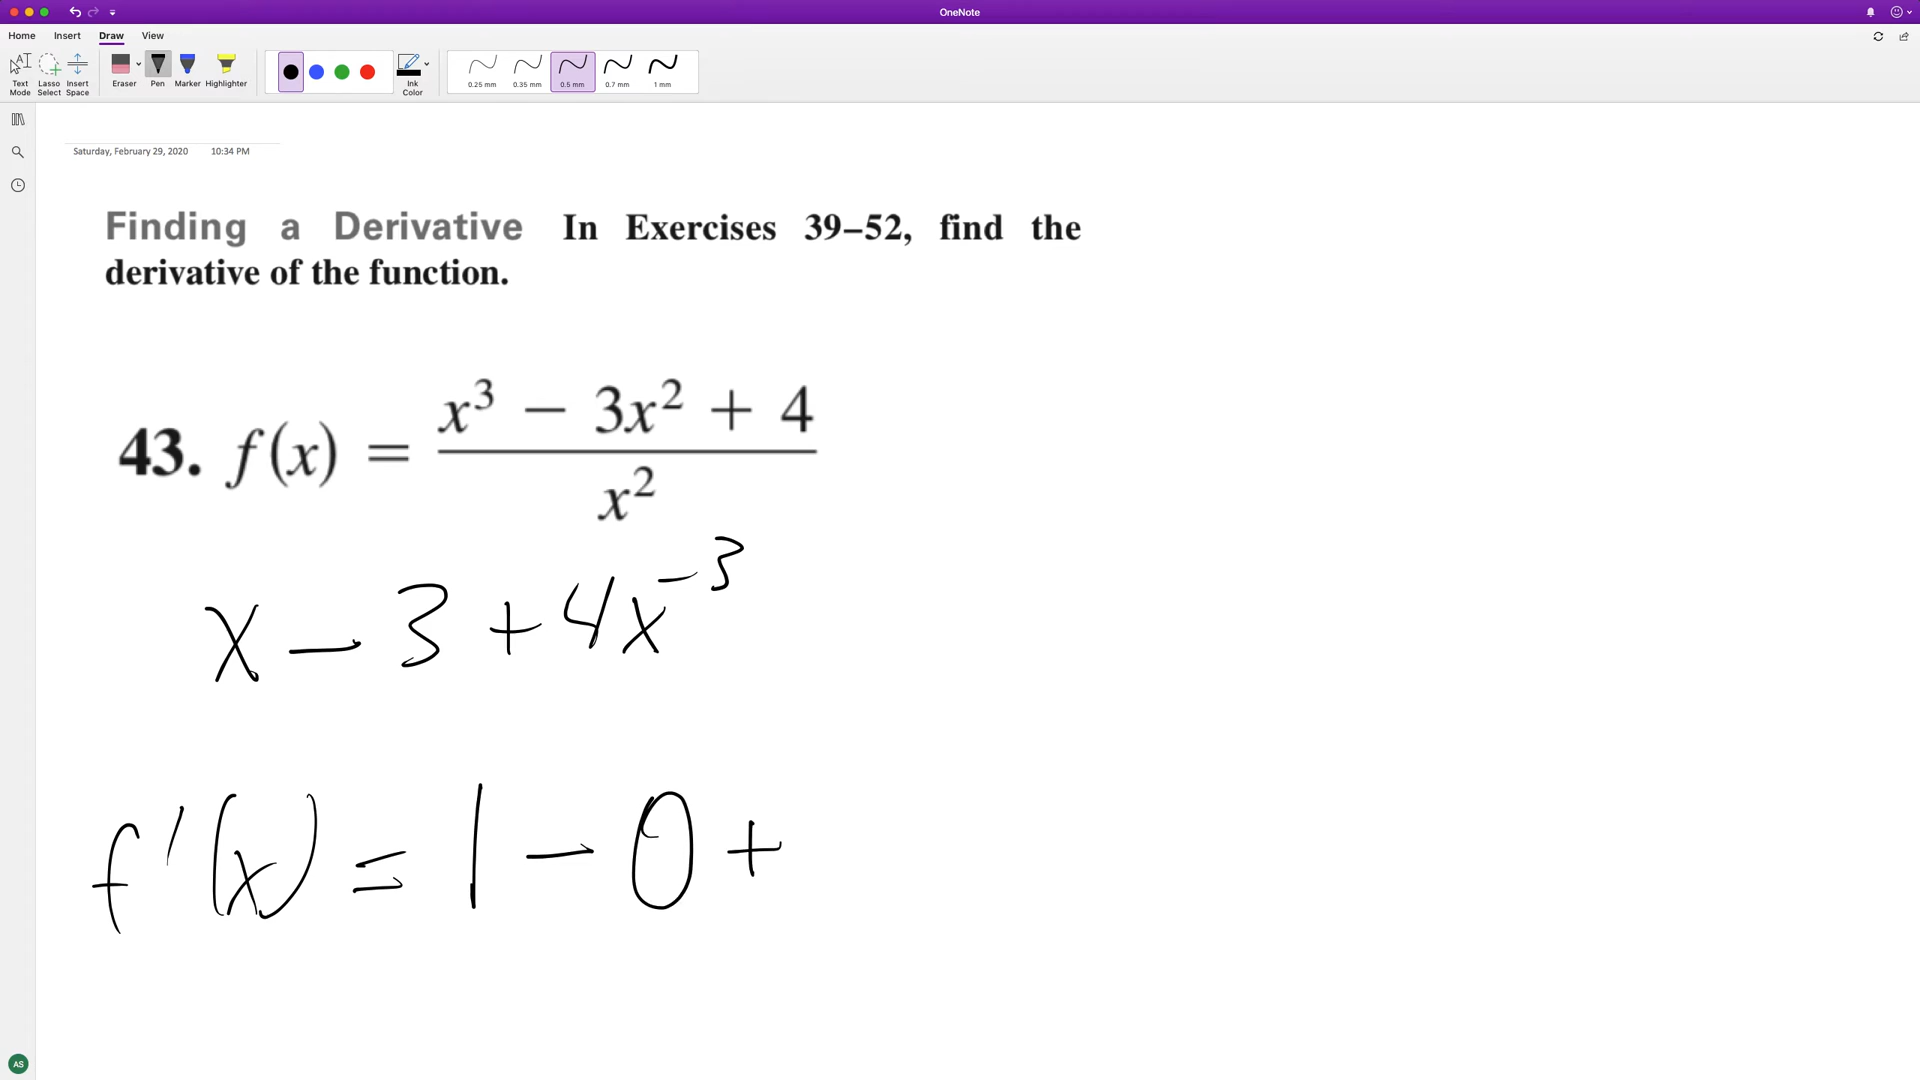 OneNote
Home Insert Draw View
Text Mode Lasso Select Insert Space Eraser Pen Marker Highlighter Ink Color 0.25 mm 0.35 mm 0.5 mm 0.7 mm 1 mm
Saturday, February 29, 2020 10:34 PM
Finding a Derivative In Exercises 39–52, find the
derivative of the function.
43. f(x) = (x³ − 3x² + 4)/x²
x − 3 + 4x⁻³
f'(x) = 1 − 0 +
AS